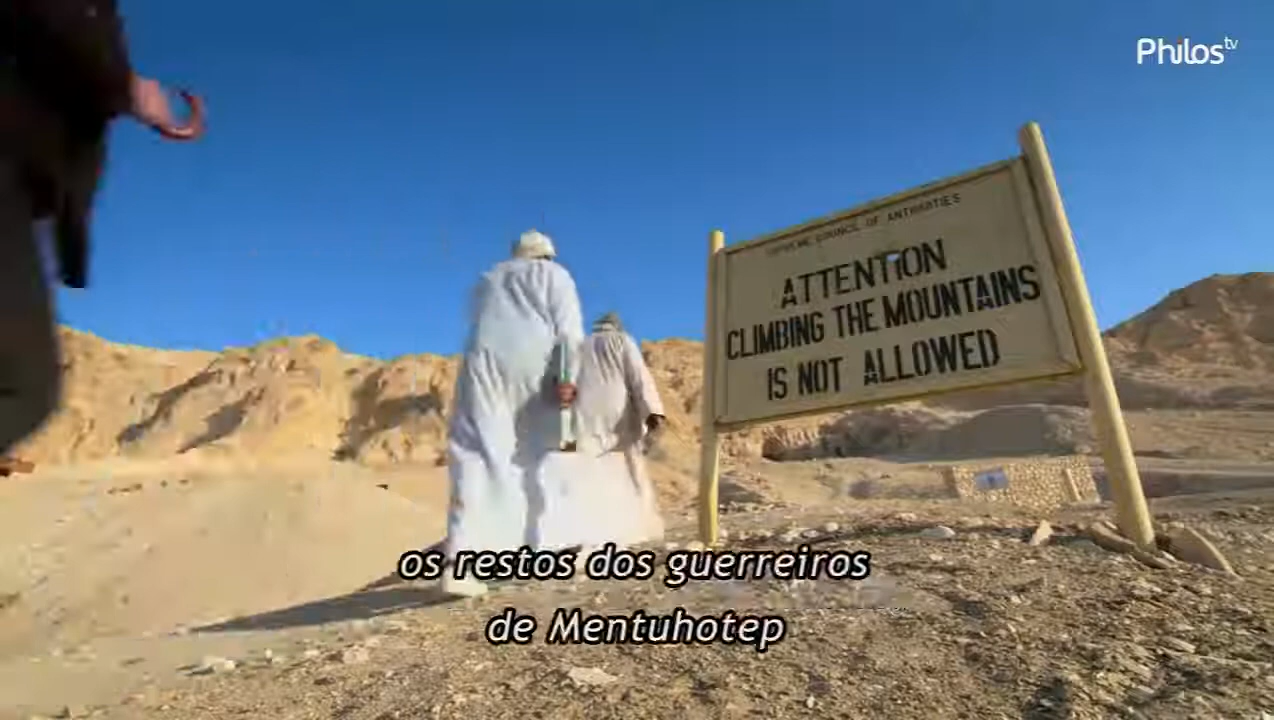 Philos tv
SUPREME COUNCIL OF ANTIQUITIES
ATTENTION
CLIMBING THE MOUNTAINS
IS NOT ALLOWED
os restos dos guerreiros
de Mentuhotep